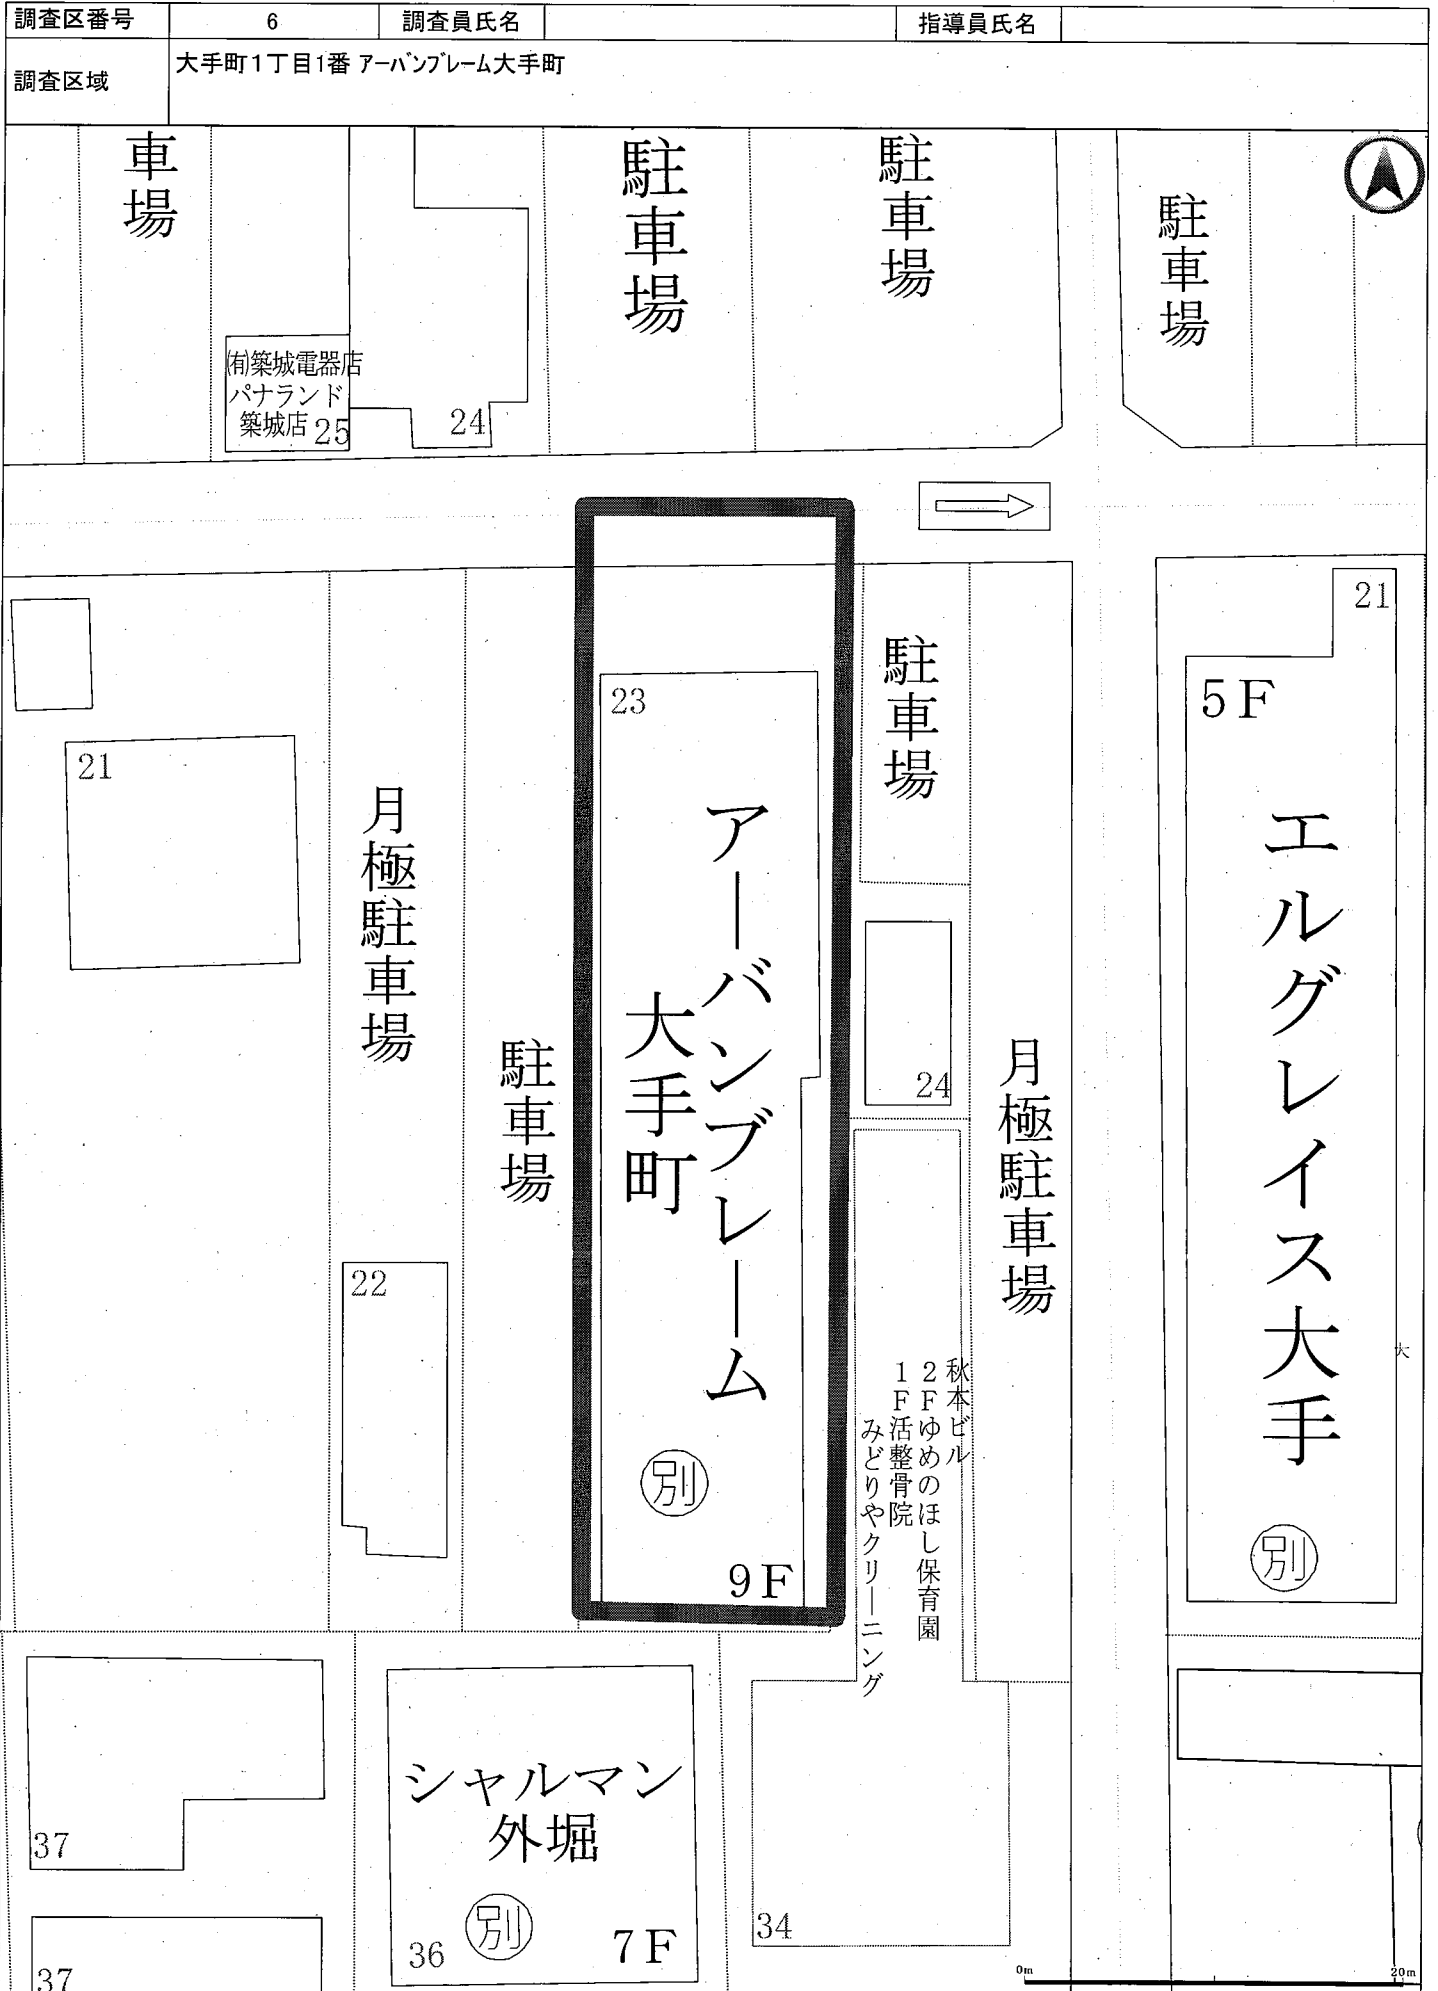 調査区番号
6
調査員氏名
指導員氏名
調査区域
大手町1丁目1番 アーバンブレーム大手町
車場
駐車場
駐車場
駐車場
㈲築城電器店
パナランド
築城店 25
24
21
5F
エルグレイス大手
別
23
アーバンブレーム
大手町
別
9F
駐車場
24
月極駐車場
21
月極駐車場
駐車場
22
秋本ビル
2Fゆめのほし保育園
1F活整骨院
みどりやクリーニング
大
37
シャルマン
外堀
別
36
7F
34
37
0m
20m